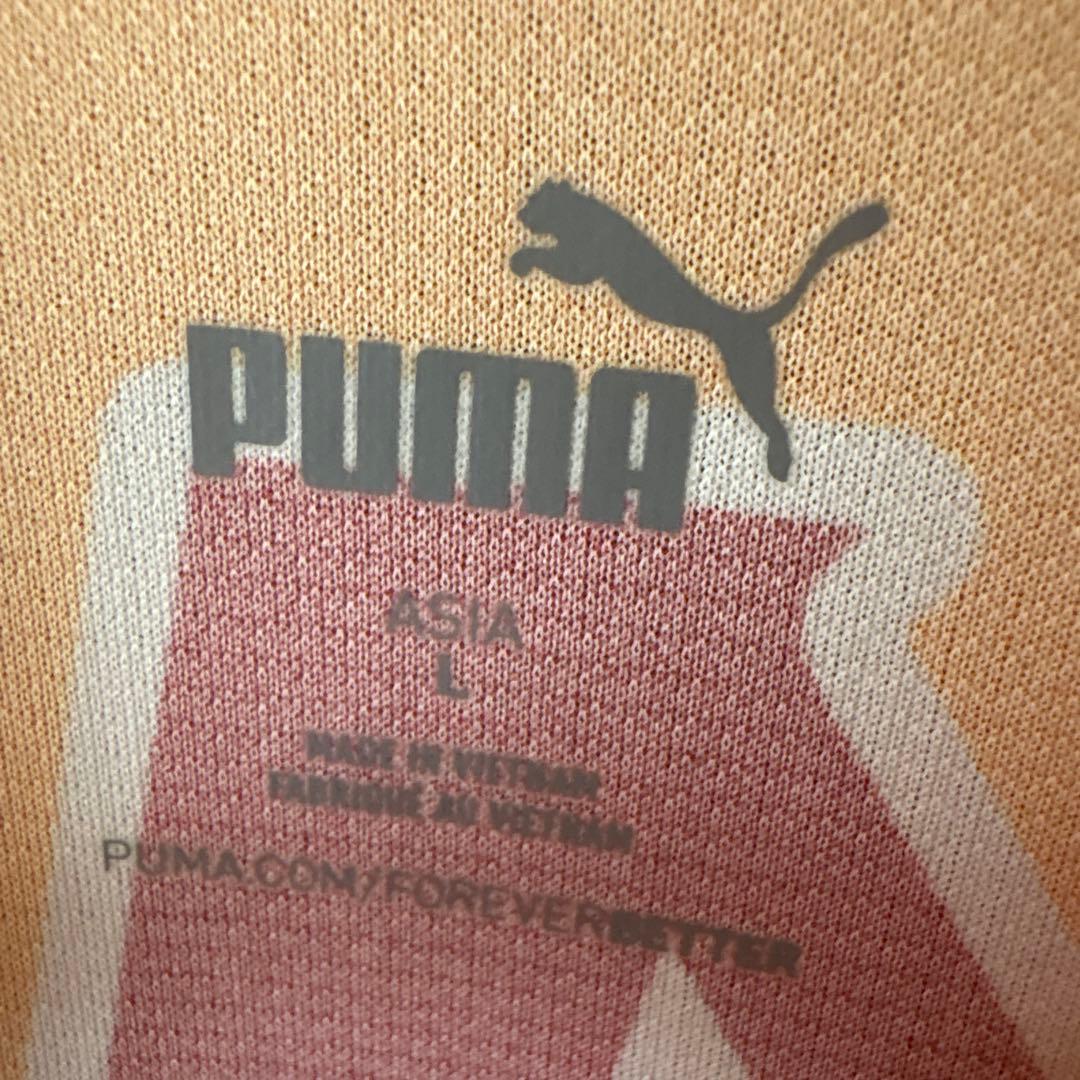 PUMA
ASIA
L
MADE IN VIETNAM
FABRIQUÉ AU VIETNAM
PUMA.COM/FOREVERBETTER